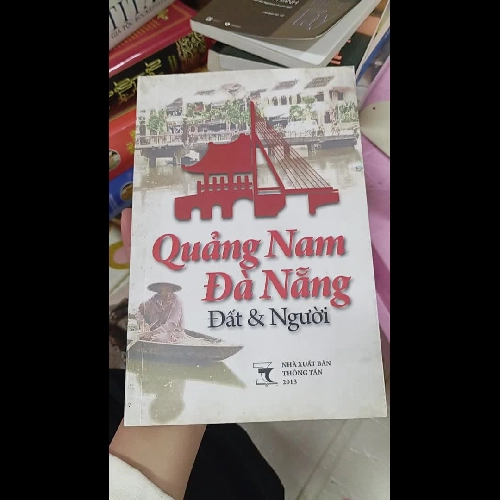 Quảng Nam
Đà Nẵng
Đất & Người
NHÀ XUẤT BẢN
THÔNG TẤN
2013